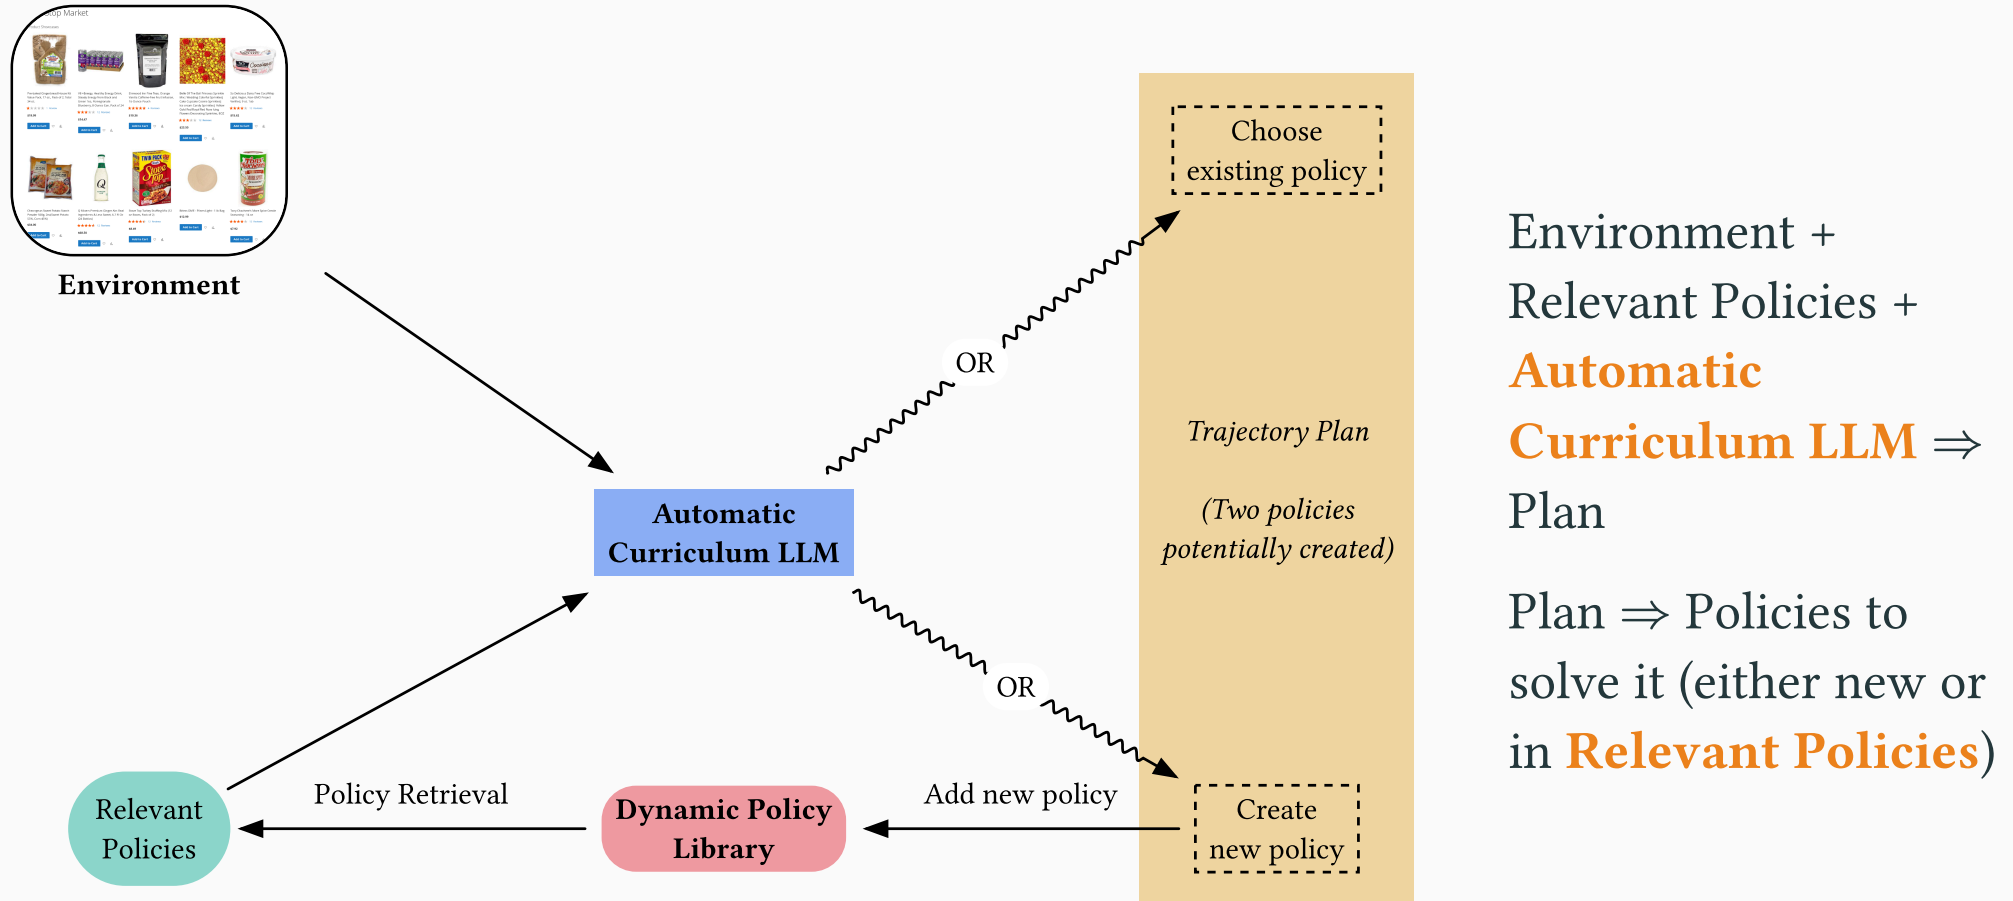 Stop Market
Environment
Choose
existing policy
OR
Trajectory Plan
(Two policies
potentially created)
Automatic
Curriculum LLM
OR
Relevant
Policies
Policy Retrieval
Dynamic Policy
Library
Add new policy
Create
new policy
Environment +
Relevant Policies +
Automatic
Curriculum LLM ⇒
Plan
Plan ⇒ Policies to
solve it (either new or
in Relevant Policies)